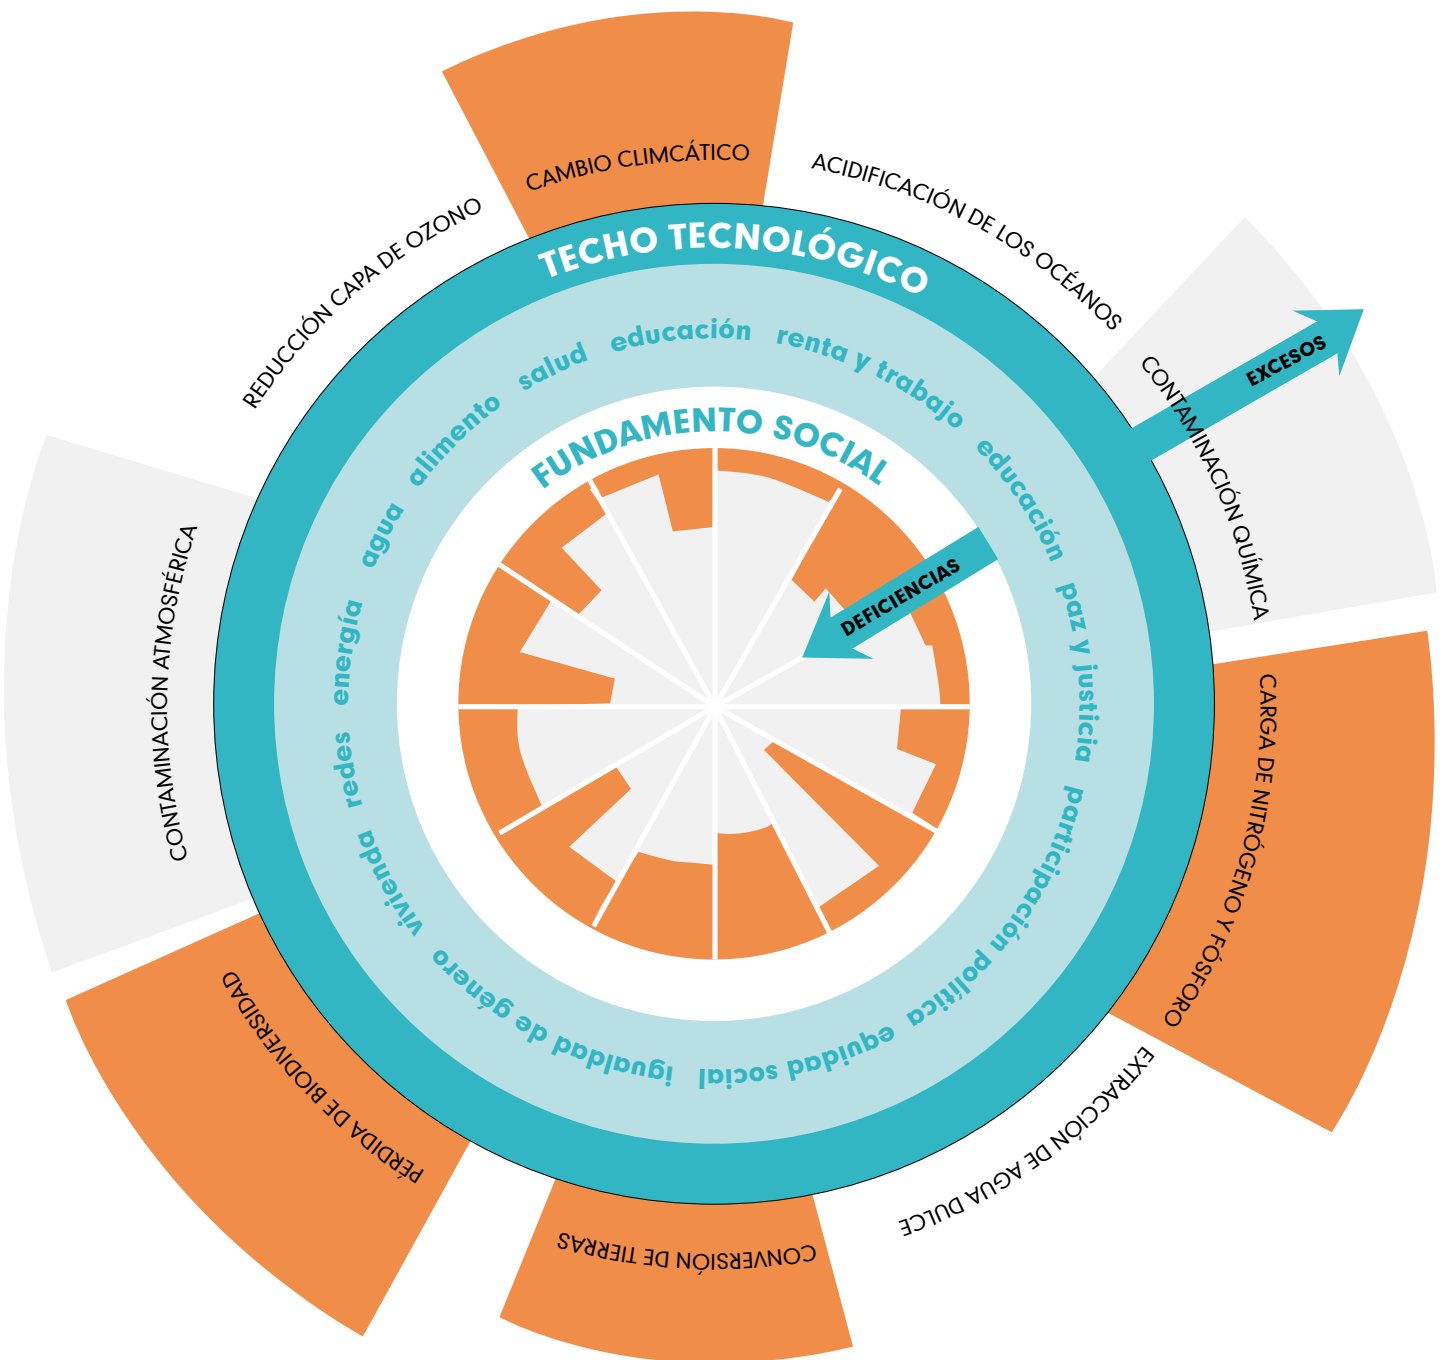 CAMBIO CLIMCÁTICO
ACIDIFICACIÓN DE LOS OCÉANOS
CONTAMINACIÓN QUÍMICA
CARGA DE NITRÓGENO Y FÓSFORO
EXTRACCIÓN DE AGUA DULCE
CONVERSIÓN DE TIERRAS
PÉRDIDA DE BIODIVERSIDAD
CONTAMINACIÓN ATMOSFÉRICA
REDUCCIÓN CAPA DE OZONO
EXCESOS
TECHO TECNOLÓGICO
agua
alimento
salud
educación
renta y trabajo
educación
paz y justicia
participación política
equidad social
igualdad de género
vivienda
redes
energía
FUNDAMENTO SOCIAL
DEFICIENCIAS